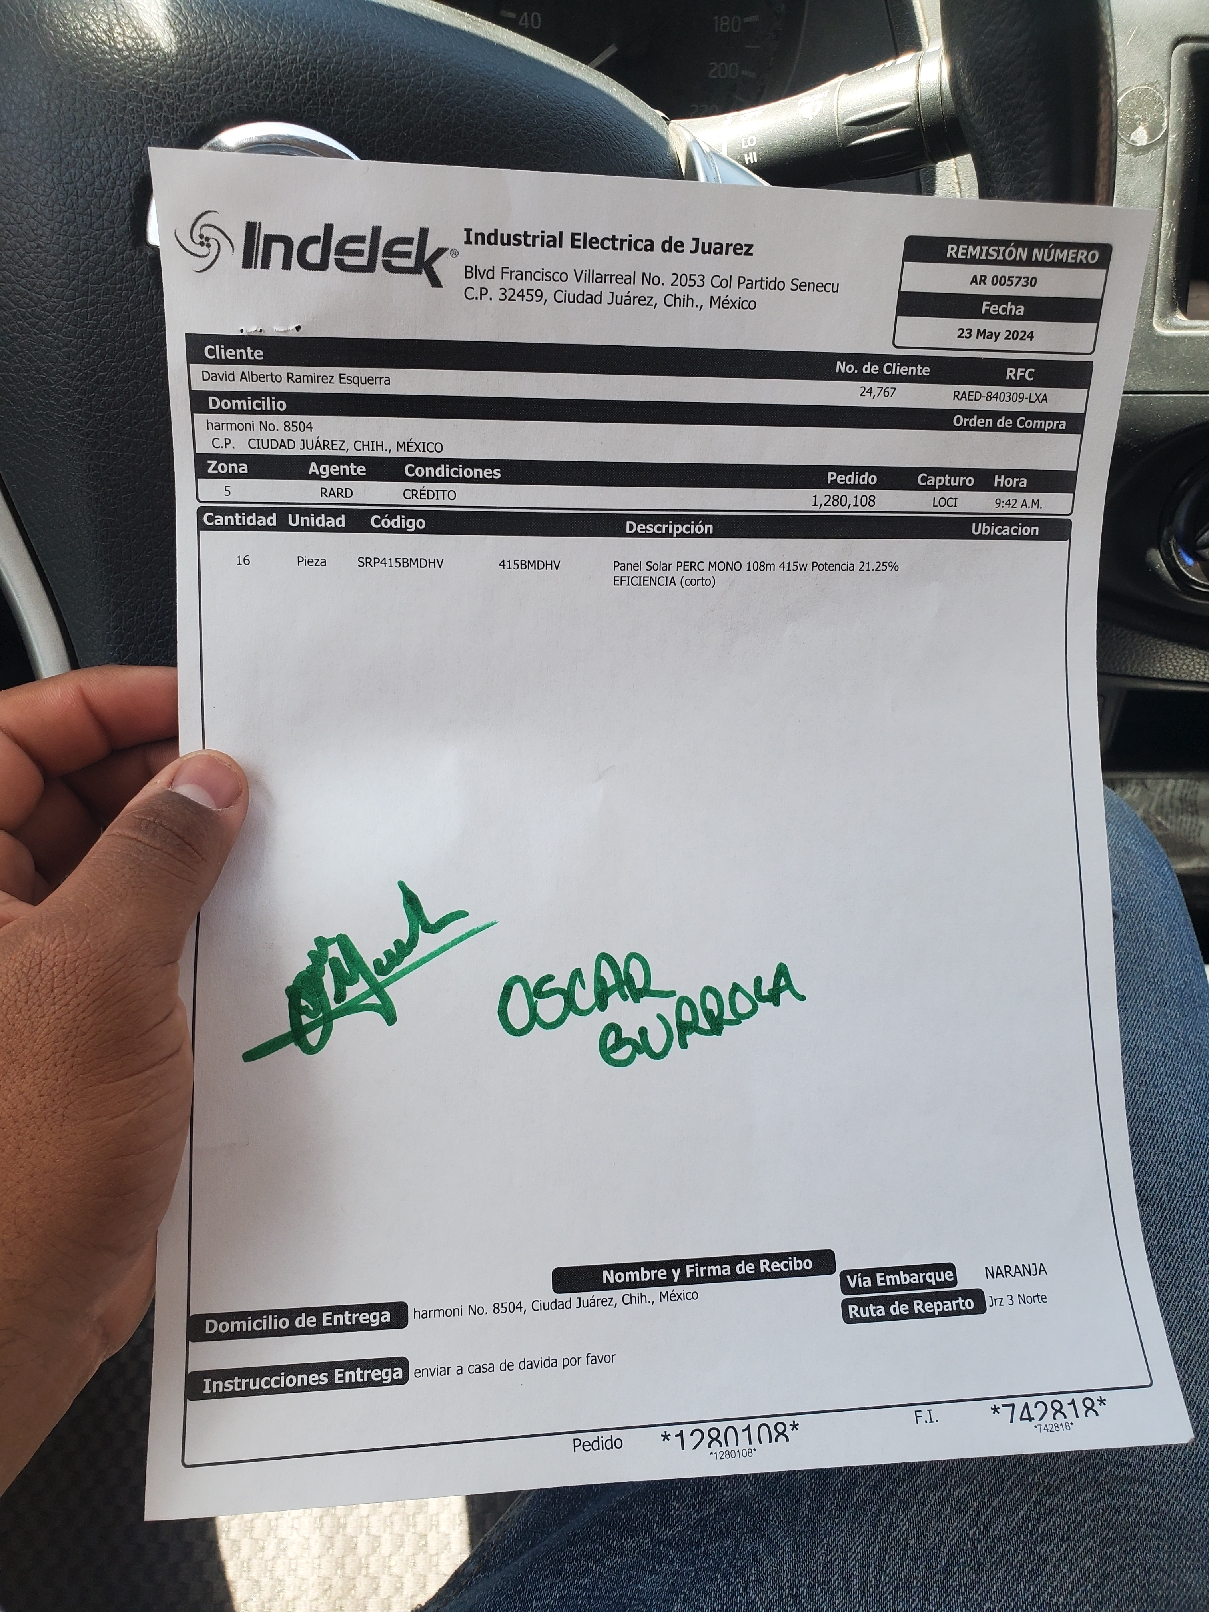 40
180
200
220
LO
HI
Indelek®
Industrial Electrica de Juarez
Blvd Francisco Villarreal No. 2053 Col Partido Senecu
C.P. 32459, Ciudad Juárez, Chih., México
REMISIÓN NÚMERO
AR 005730
Fecha
23 May 2024
Cliente No. de Cliente RFC
David Alberto Ramirez Esquerra 24,767 RAED-840309-LXA
Domicilio Orden de Compra
harmoni No. 8504
C.P. CIUDAD JUÁREZ, CHIH., MÉXICO
Zona Agente Condiciones Pedido Capturo Hora
5 RARD CRÉDITO 1,280,108 LOCI 9:42 A.M.
Cantidad Unidad Código Descripción Ubicacion
16 Pieza SRP415BMDHV 415BMDHV Panel Solar PERC MONO 108m 415w Potencia 21.25%
EFICIENCIA (corto)
OSCAR
BURROLA
Nombre y Firma de Recibo
Vía Embarque NARANJA
Domicilio de Entrega harmoni No. 8504, Ciudad Juárez, Chih., México
Ruta de Reparto Jrz 3 Norte
Instrucciones Entrega enviar a casa de davida por favor
Pedido *1280108* F.I. *742818*
*1280108* *742818*